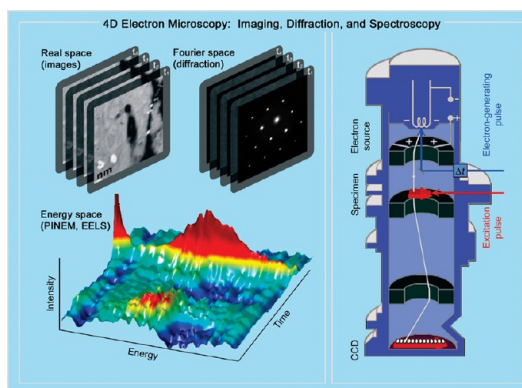 4D Electron Microscopy: Imaging, Diffraction, and Spectroscopy
Real space
(images)
Fourier space
(diffraction)
nm
Energy space
(PINEM, EELS)
Intensity
Energy
Time
Electron source
Specimen
CCD
Electron-generating pulse
Δt
Excitation pulse